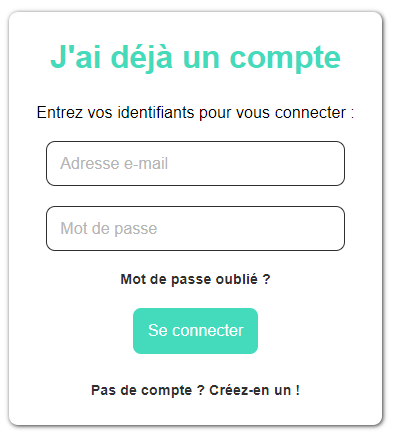 J'ai déjà un compte
Entrez vos identifiants pour vous connecter :
Adresse e-mail
Mot de passe
Mot de passe oublié ?
Se connecter
Pas de compte ? Créez-en un !